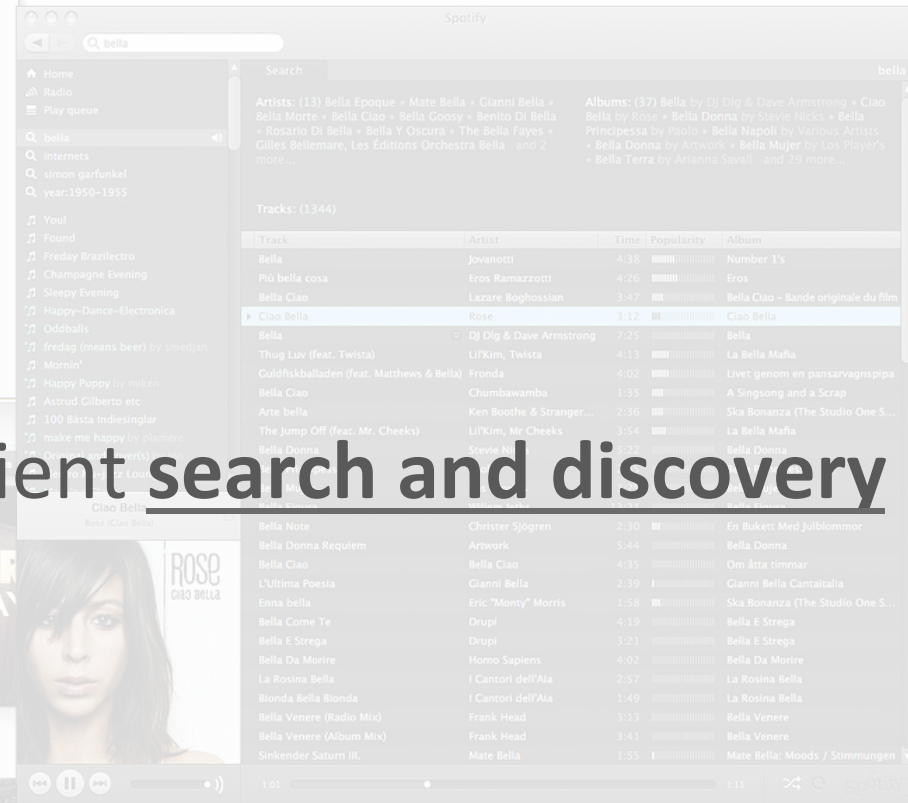 Spotify
bella
Search
bella
Home
Radio
Play queue
bella
internets
simon garfunkel
year:1950-1955
You!
Found
Freday Brazilectro
Champagne Evening
Sleepy Evening
Happy-Dance-Electronica
Oddballs
fredag (means beer) by smedjan
Mornin'
Happy Puppy by miken
Astrud Gilberto etc
100 Bästa Indiesinglar
make me happy by
Artists: (13) Bella Epoque • Mate Bella • Gianni Bella •
Bella Morte • Bella Ciao • Bella Goosy • Benito Di Bella
• Rosario Di Bella • Bella Y Oscura • The Bella Fayes •
Gilles Bellemare, Les Éditions Orchestra Bella and 2
more...
Albums: (37) Bella by DJ Dlg & Dave Armstrong • Ciao
Bella by Rose • Bella Donna by Stevie Nicks • Bella
Principessa by Paolo • Bella Napoli by Various Artists
• Bella Donna by Artwork • Bella Mujer by Los Player's
• Bella Terra by Arianna Savall and 29 more...
Tracks: (1344)
Track Artist Time Popularity Album
Bella Jovanotti 4:38 Number 1's
Più bella cosa Eros Ramazzotti 4:26 Eros
Bella Ciao Lazare Boghossian 3:47 Bella Ciao - Bande originale du film
Ciao Bella Rose 3:12 Ciao Bella
Bella DJ Dlg & Dave Armstrong 7:25 Bella
Thug Luv (feat. Twista) Lil'Kim, Twista 4:13 La Bella Mafia
Guldfiskballaden (feat. Matthews & Bella) Fronda 4:02 Livet genom en pansarvagnspipa
Bella Ciao Chumbawamba 1:35 A Singsong and a Scrap
Arte bella Ken Boothe & Stranger... 2:36 Ska Bonanza (The Studio One S...
The Jump Off (feat. Mr. Cheeks) Lil'Kim, Mr Cheeks 3:54 La Bella Mafia
Bella Donna Stevie 5:22 Bella Donna
ient search and discovery
Ciao Bella
Rose (Ciao Bella)
Bella Note Christer Sjögren 2:30 En Bukett Med Julblommor
Bella Donna Requiem Artwork 5:44 Bella Donna
Bella Ciao Bella Ciao 4:35 Om åtta timmar
L'Ultima Poesia Gianni Bella 2:39 Gianni Bella Cantaitalia
Enna bella Eric "Monty" Morris 1:58 Ska Bonanza (The Studio One S...
Bella Come Te Drupi 4:19 Bella E Strega
Bella E Strega Drupi 3:21 Bella E Strega
Bella Da Morire Homo Sapiens 4:02 Bella Da Morire
La Rosina Bella I Cantori dell'Aia 2:57 La Rosina Bella
Bionda Bella Bionda I Cantori dell'Aia 1:49 La Rosina Bella
Bella Venere (Radio Mix) Frank Head 3:13 Bella Venere
Bella Venere (Album Mix) Frank Head 3:41 Bella Venere
Sinkender Saturn III. Mate Bella 1:55 Mate Bella: Moods / Stimmungen
ROSE
CIAO BELLA
1:01
3:11
Spotify